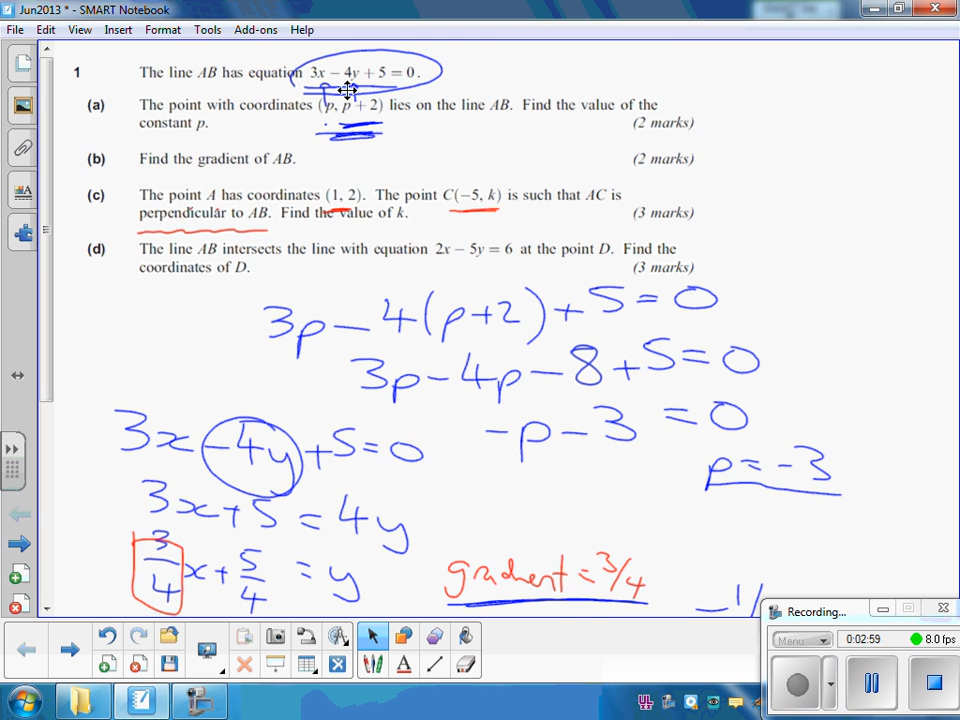 Jun2013 * - SMART Notebook
File Edit View Insert Format Tools Add-ons Help
1 The line AB has equation 3x − 4y + 5 = 0.
(a) The point with coordinates (p, p + 2) lies on the line AB. Find the value of the
constant p. (2 marks)
(b) Find the gradient of AB. (2 marks)
(c) The point A has coordinates (1, 2). The point C(−5, k) is such that AC is
perpendicular to AB. Find the value of k. (3 marks)
(d) The line AB intersects the line with equation 2x − 5y = 6 at the point D. Find the
coordinates of D. (3 marks)
3p − 4(p+2) + 5 = 0
3p − 4p − 8 + 5 = 0
-p − 3 = 0
p = -3
3x − 4y + 5 = 0
3x + 5 = 4y
3/4 x + 5/4 = y
gradient = 3/4
Recording...
Menu
0:02:59
8.0 fps